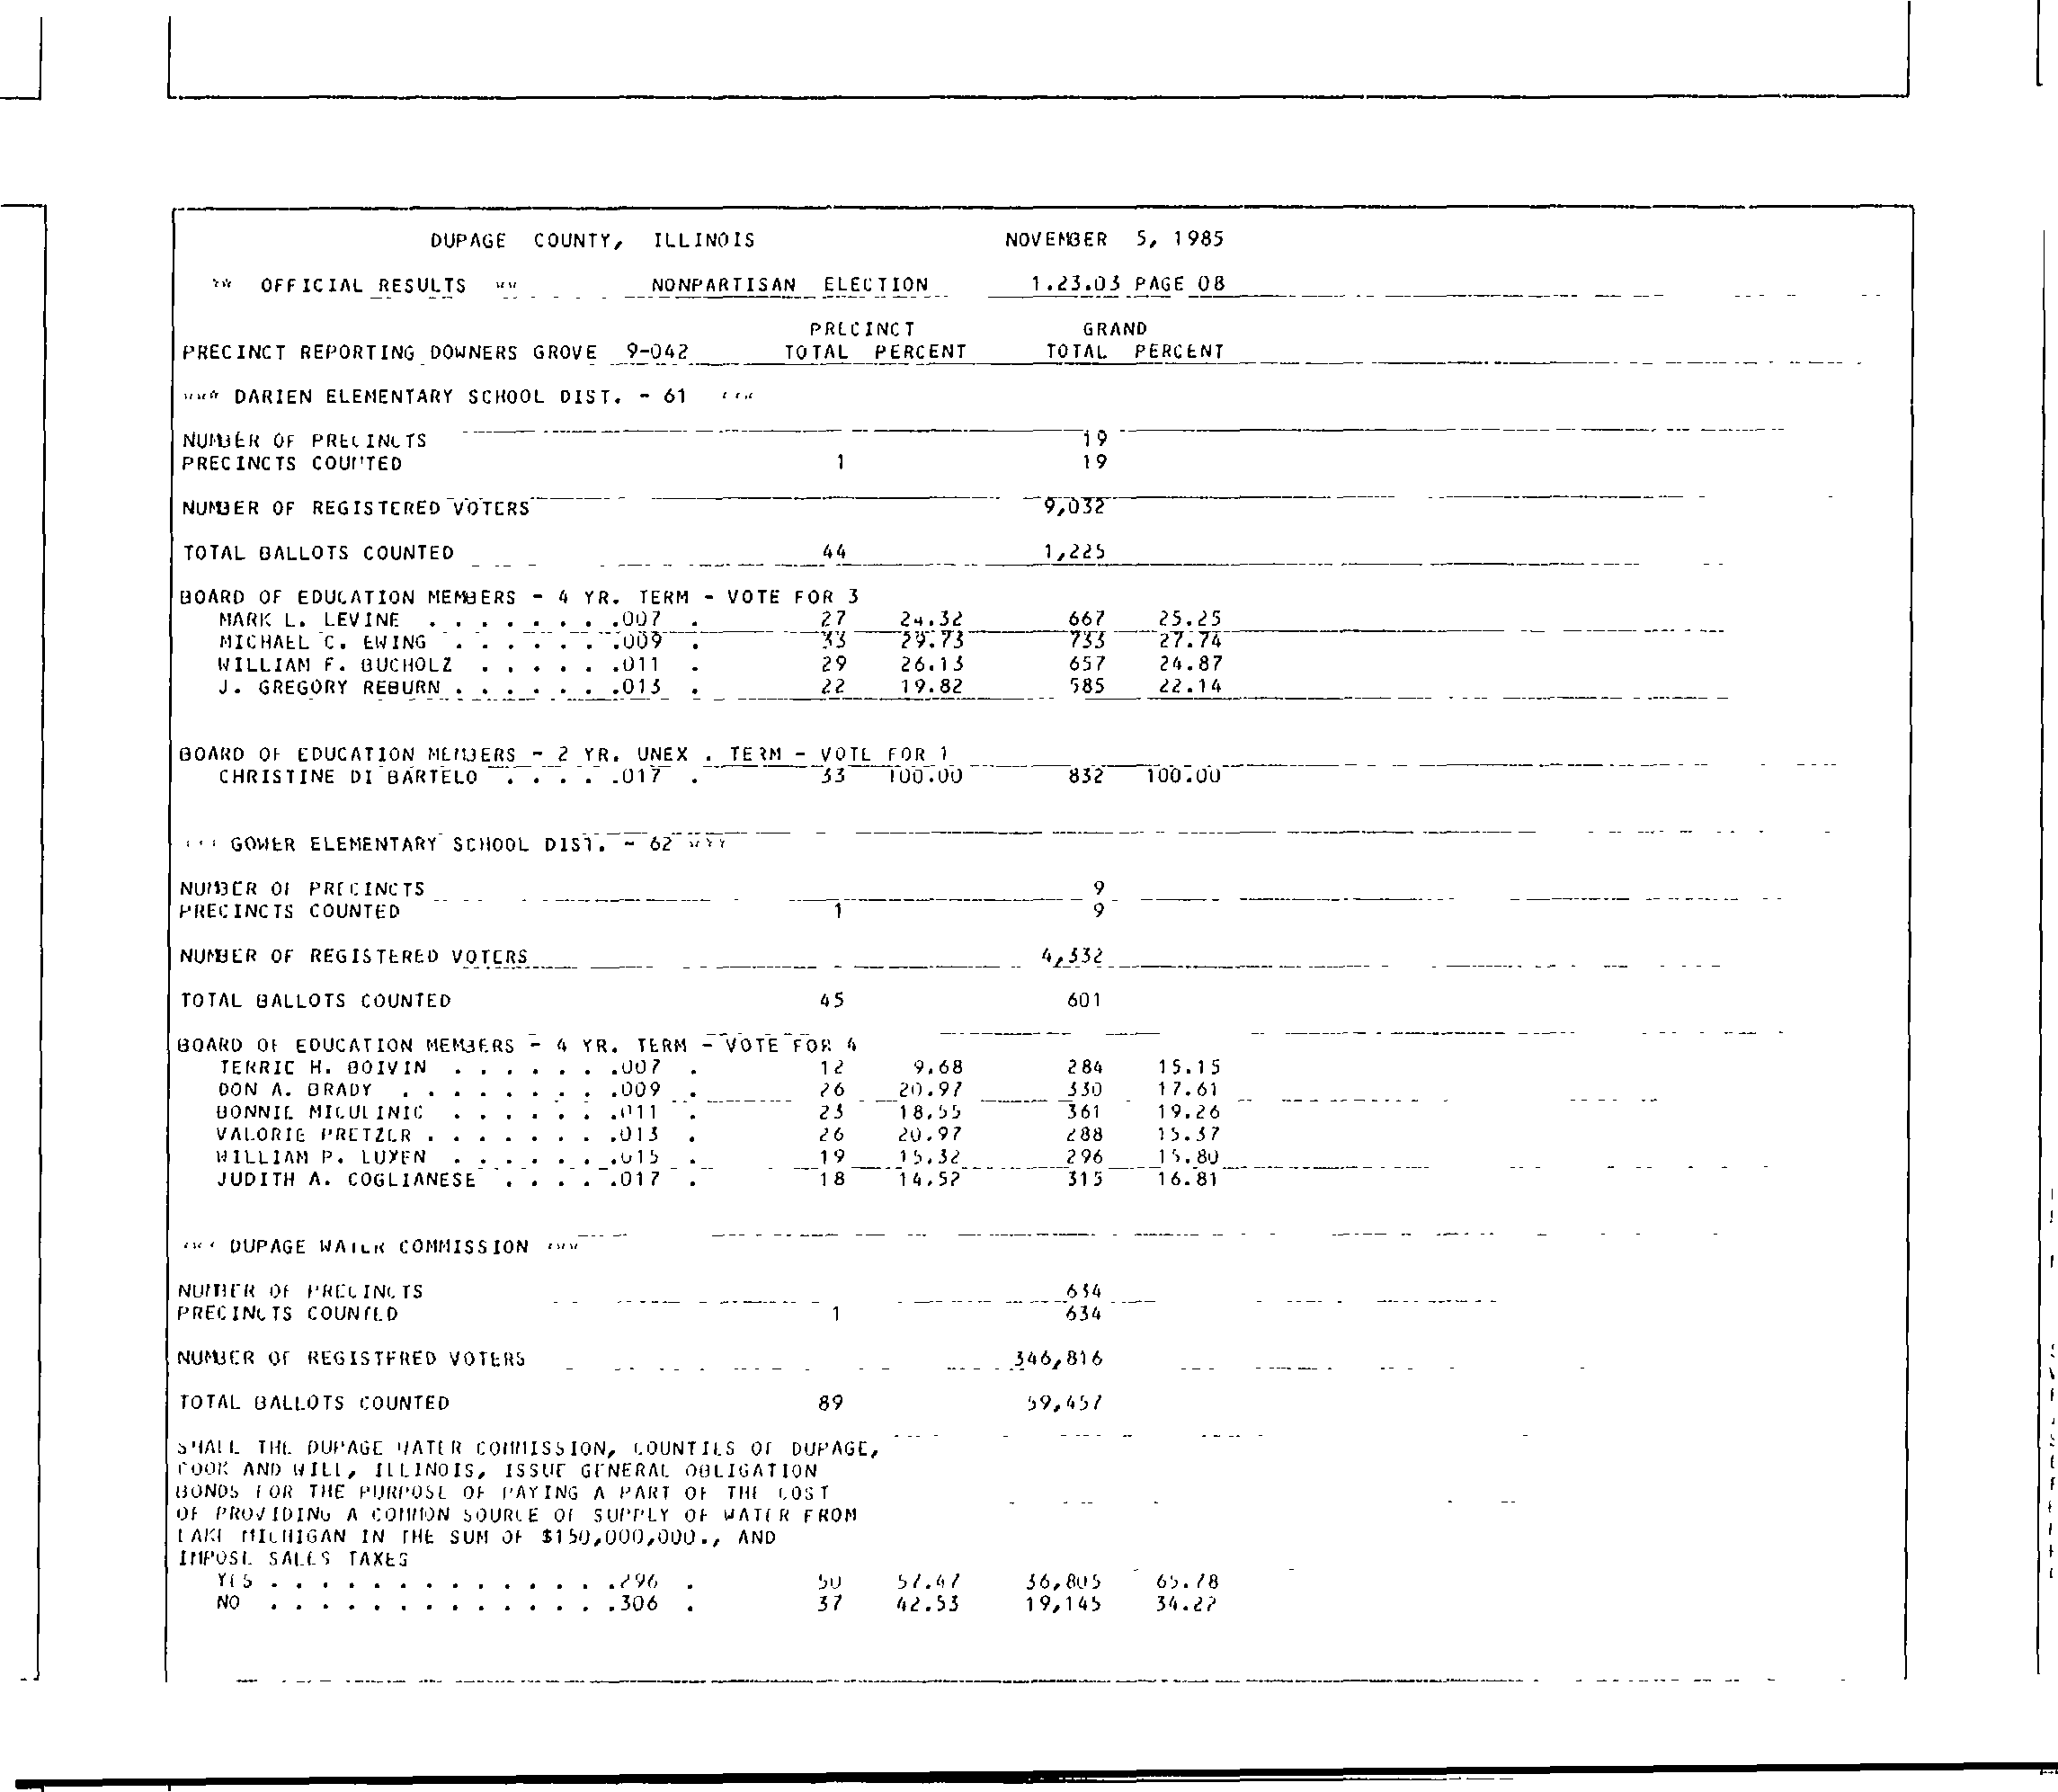 DUPAGE COUNTY, ILLINOIS NOVEMBER 5, 1985
** OFFICIAL RESULTS ** NONPARTISAN ELECTION 1.23.03 PAGE 08
PRECINCT GRAND
PRECINCT REPORTING DOWNERS GROVE 9-042 TOTAL PERCENT TOTAL PERCENT
*** DARIEN ELEMENTARY SCHOOL DIST. - 61 ***
NUMBER OF PRECINCTS 19
PRECINCTS COUNTED 1 19
NUMBER OF REGISTERED VOTERS 9,032
TOTAL BALLOTS COUNTED 44 1,225
BOARD OF EDUCATION MEMBERS - 4 YR. TERM - VOTE FOR 3
MARK L. LEVINE . . . . . . . .007 . 27 24.32 667 25.25
MICHAEL C. EWING . . . . . . .009 . 33 29.73 733 27.74
WILLIAM F. BUCHOLZ . . . . . .011 . 29 26.13 657 24.87
J. GREGORY REBURN . . . . . . .013 . 22 19.82 585 22.14
BOARD OF EDUCATION MEMBERS - 2 YR. UNEX . TERM - VOTE FOR 1
CHRISTINE DI BARTELO . . . . .017 . 33 100.00 832 100.00
*** GOWER ELEMENTARY SCHOOL DIST. - 62 ***
NUMBER OF PRECINCTS 9
PRECINCTS COUNTED 1 9
NUMBER OF REGISTERED VOTERS 4,332
TOTAL BALLOTS COUNTED 45 601
BOARD OF EDUCATION MEMBERS - 4 YR. TERM - VOTE FOR 4
TERRIE H. BOIVIN . . . . . . .007 . 12 9.68 284 15.15
DON A. BRADY . . . . . . . . .009 . 26 20.97 330 17.61
BONNIE MICULINIC . . . . . . .011 . 23 18.55 361 19.26
VALORIE PRETZER . . . . . . . .013 . 26 20.97 288 15.37
WILLIAM P. LUXEN . . . . . . .015 . 19 15.32 296 15.80
JUDITH A. COGLIANESE . . . . .017 . 18 14.52 315 16.81
*** DUPAGE WATER COMMISSION ***
NUMBER OF PRECINCTS 634
PRECINCTS COUNTED 1 634
NUMBER OF REGISTERED VOTERS 346,816
TOTAL BALLOTS COUNTED 89 59,457
SHALL THE DUPAGE WATER COMMISSION, COUNTIES OF DUPAGE,
COOK AND WILL, ILLINOIS, ISSUE GENERAL OBLIGATION
BONDS FOR THE PURPOSE OF PAYING A PART OF THE COST
OF PROVIDING A COMMON SOURCE OF SUPPLY OF WATER FROM
LAKE MICHIGAN IN THE SUM OF $150,000,000., AND
IMPOSE SALES TAXES
YES . . . . . . . . . . . . . .296 . 50 57.47 36,805 65.78
NO . . . . . . . . . . . . . .306 . 37 42.53 19,145 34.22